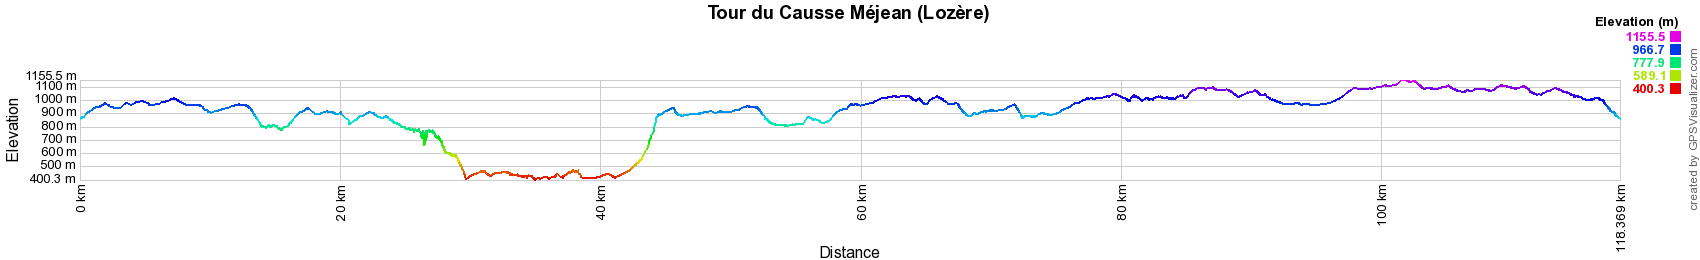 Tour du Causse Méjean (Lozère)
Elevation (m)
1155.5
966.7
777.9
589.1
400.3
1155.5 m
1100 m
1000 m
900 m
800 m
700 m
600 m
500 m
400.3 m
Elevation
0 km
20 km
40 km
60 km
80 km
100 km
118.369 km
Distance
created by GPSVisualizer.com